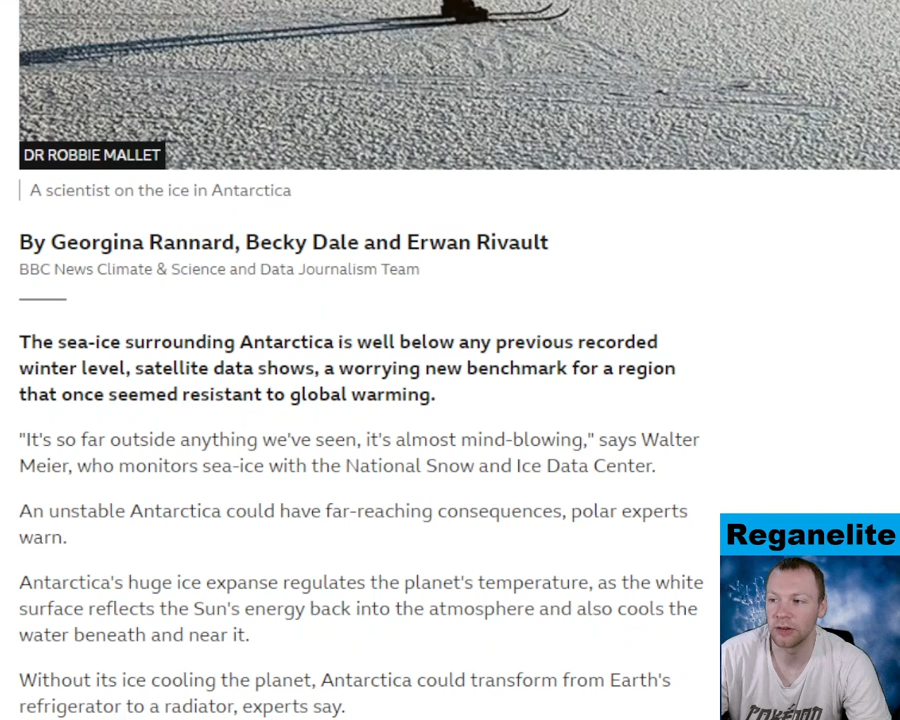 DR ROBBIE MALLET
A scientist on the ice in Antarctica
By Georgina Rannard, Becky Dale and Erwan Rivault
BBC News Climate & Science and Data Journalism Team
The sea-ice surrounding Antarctica is well below any previous recorded
winter level, satellite data shows, a worrying new benchmark for a region
that once seemed resistant to global warming.
"It's so far outside anything we've seen, it's almost mind-blowing," says Walter
Meier, who monitors sea-ice with the National Snow and Ice Data Center.
An unstable Antarctica could have far-reaching consequences, polar experts
warn.
Antarctica's huge ice expanse regulates the planet's temperature, as the white
surface reflects the Sun's energy back into the atmosphere and also cools the
water beneath and near it.
Without its ice cooling the planet, Antarctica could transform from Earth's
refrigerator to a radiator, experts say.
Reganelite